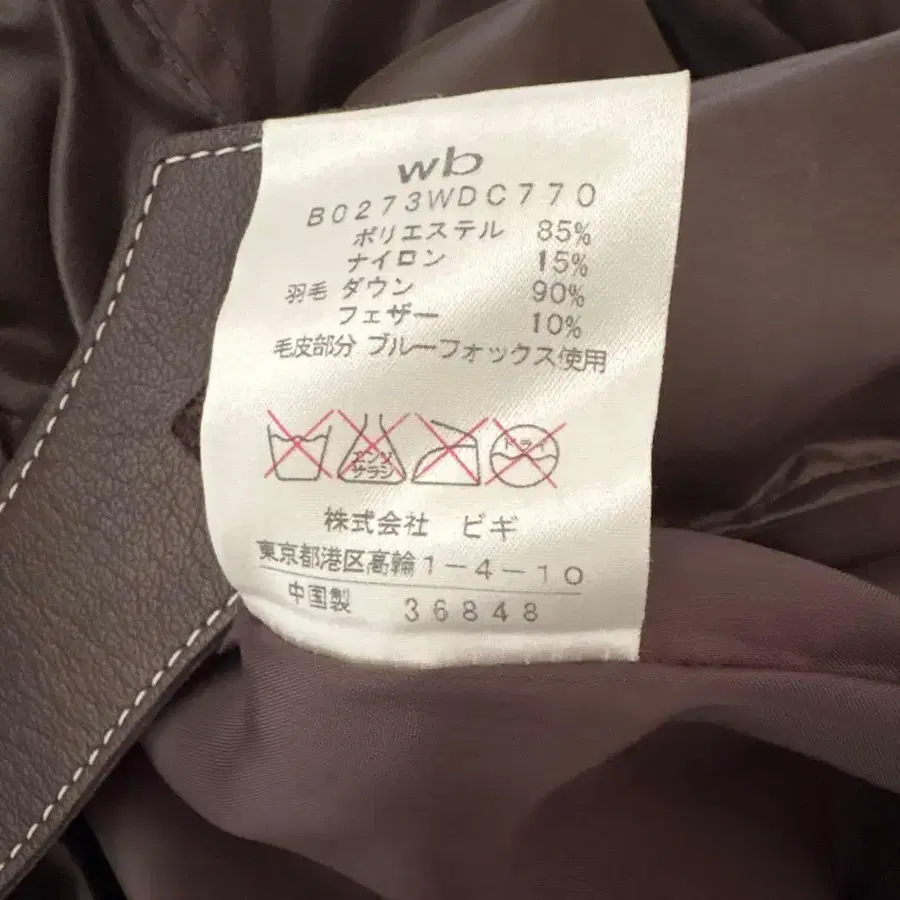 wb
B0273WDC770
ポリエステル 85%
ナイロン 15%
羽毛 ダウン 90%
フェザー 10%
毛皮部分 ブルーフォックス使用
エンソ
サラシ
ドライ
株式会社 ビギ
東京都港区高輪1-4-10
中国製 36848